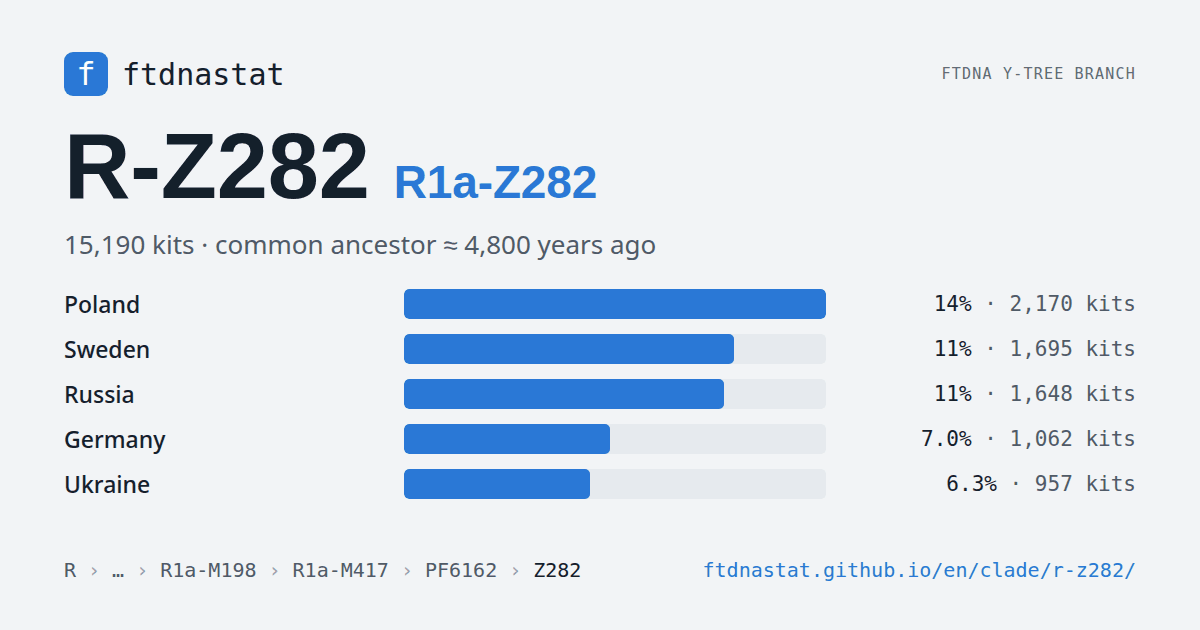 f ftdnastat
FTDNA Y-TREE BRANCH
R-Z282 R1a-Z282
15,190 kits · common ancestor ≈ 4,800 years ago
Poland 14% · 2,170 kits
Sweden 11% · 1,695 kits
Russia 11% · 1,648 kits
Germany 7.0% · 1,062 kits
Ukraine 6.3% · 957 kits
R › … › R1a-M198 › R1a-M417 › PF6162 › Z282
ftdnastat.github.io/en/clade/r-z282/